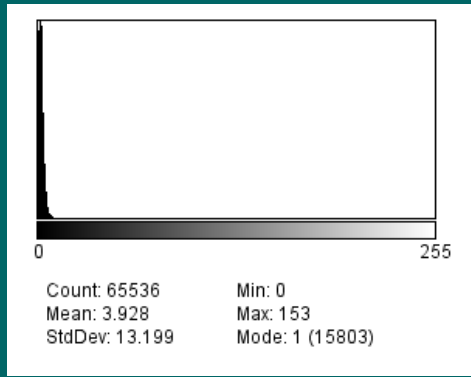 0 255
Count: 65536 Min: 0
Mean: 3.928 Max: 153
StdDev: 13.199 Mode: 1 (15803)